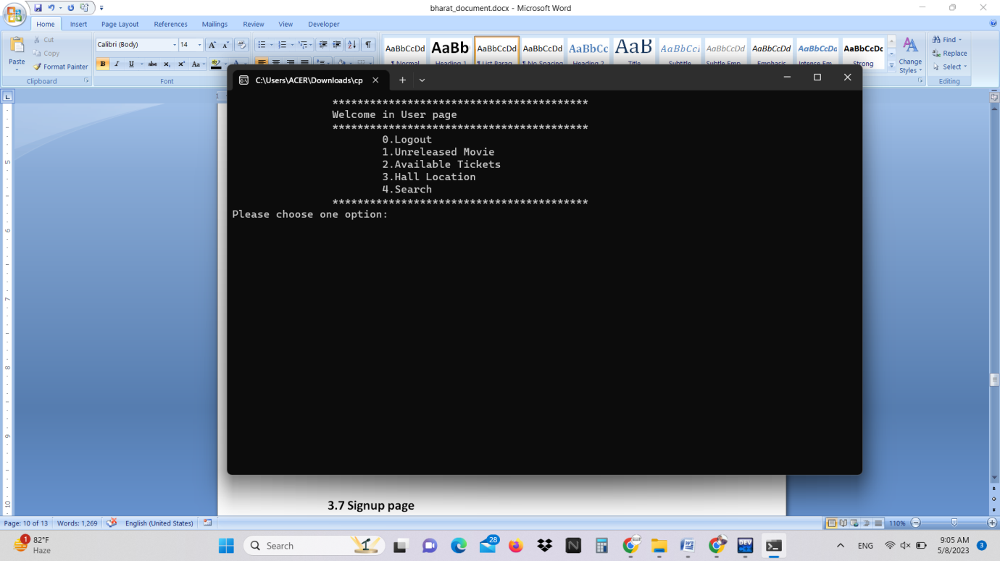 bharat_document.docx - Microsoft Word
Home Insert Page Layout References Mailings Review View Developer
Paste
Cut
Copy
Format Painter
Clipboard
Calibri (Body) 14
Font
AaBbCcDd AaBb AaBbCcDd AaBbCcDd AaBbCc AaB AaBbCcI AaBbCcDd AaBbCcDd AaBbCcDd AaBbCcDc
¶ Normal Heading 1 ¶ List Parag... ¶ No Spacing Heading 2 Title Subtitle Subtle Emp... Emphasis Intense Em... Strong
Change
Styles
Find
Replace
Select
Editing
C:\Users\ACER\Downloads\cp
*****************************************
Welcome in User page
*****************************************
0.Logout
1.Unreleased Movie
2.Available Tickets
3.Hall Location
4.Search
*****************************************
Please choose one option:
3.7 Signup page
Page: 10 of 13 Words: 1,269 English (United States) 110%
1 82°F
Haze
Search
28
DEV
ENG
9:05 AM
5/8/2023
3